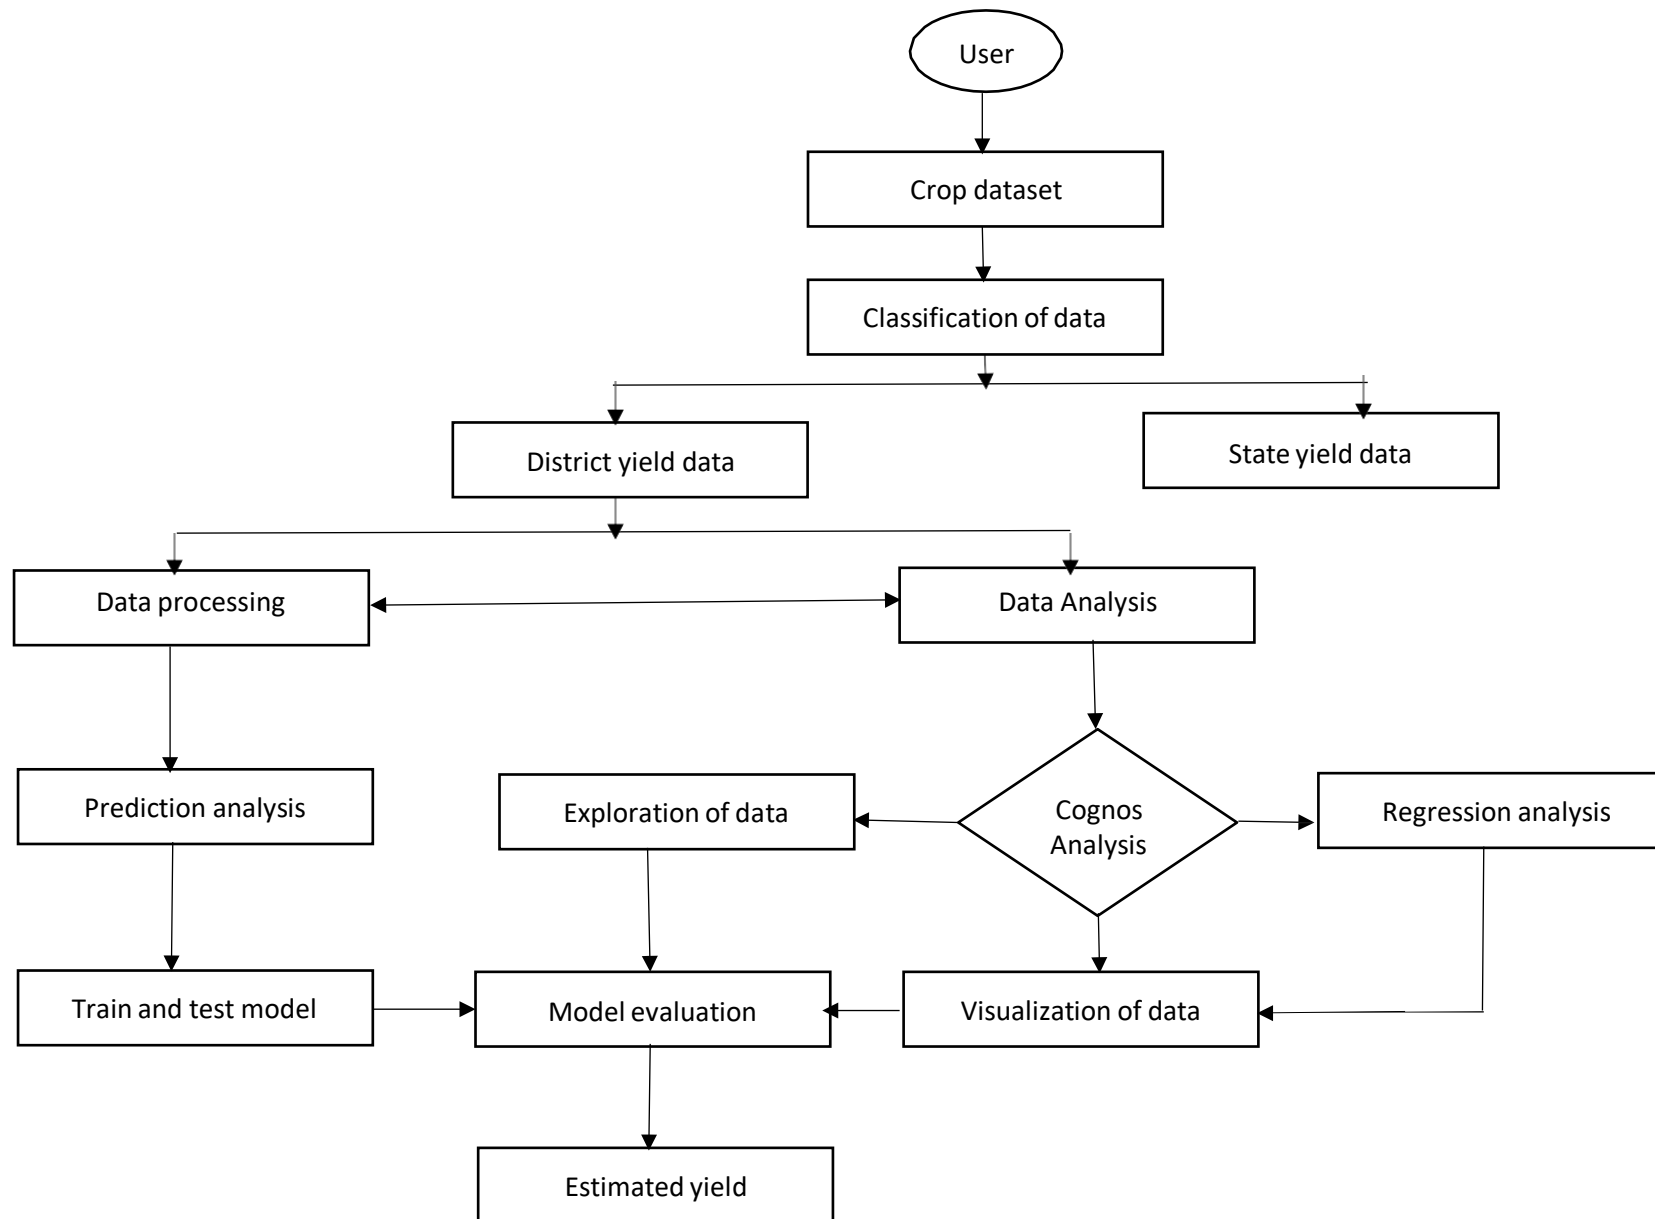 User
Crop dataset
Classification of data
District yield data
State yield data
Data processing
Data Analysis
Prediction analysis
Exploration of data
Cognos
Analysis
Regression analysis
Train and test model
Model evaluation
Visualization of data
Estimated yield